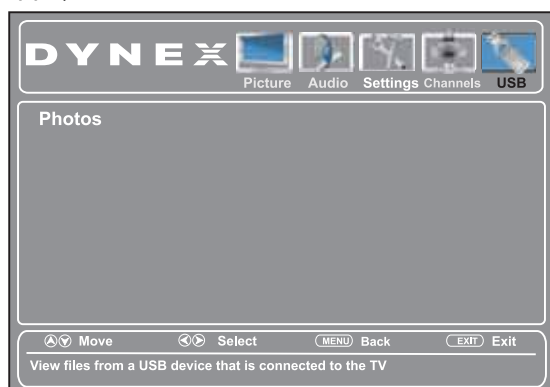 DYNEX
Picture Audio Settings Channels USB
Photos
Move Select MENU Back EXIT Exit
View files from a USB device that is connected to the TV